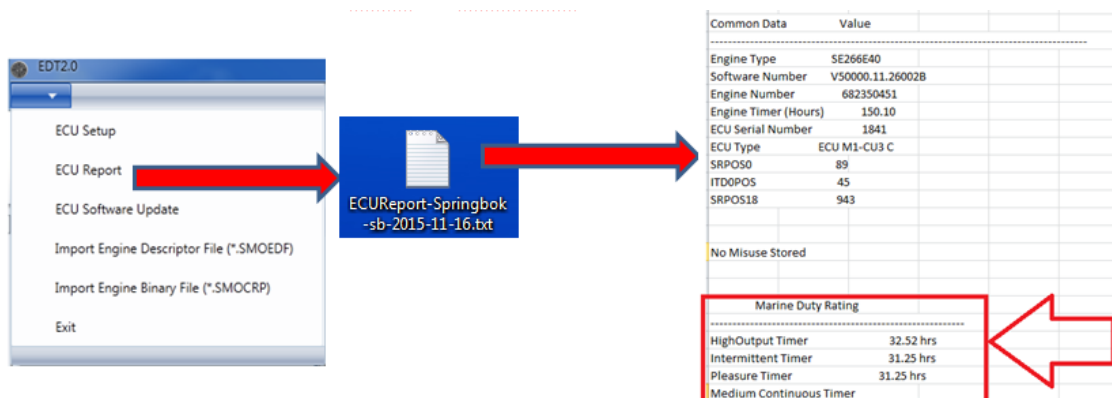 EDT2.0
ECU Setup
ECU Report
ECU Software Update
Import Engine Descriptor File (*.SMOEDF)
Import Engine Binary File (*.SMOCRP)
Exit
ECUReport-Springbok
-sb-2015-11-16.txt
Common Data Value
--------------------------------------------------------------------------------
Engine Type SE266E40
Software Number V50000.11.26002B
Engine Number 682350451
Engine Timer (Hours) 150.10
ECU Serial Number 1841
ECU Type ECU M1-CU3 C
SRPOS0 89
ITD0POS 45
SRPOS18 943
No Misuse Stored
Marine Duty Rating
--------------------------------------------------------------
HighOutput Timer 32.52 hrs
Intermittent Timer 31.25 hrs
Pleasure Timer 31.25 hrs
Medium Continuous Timer